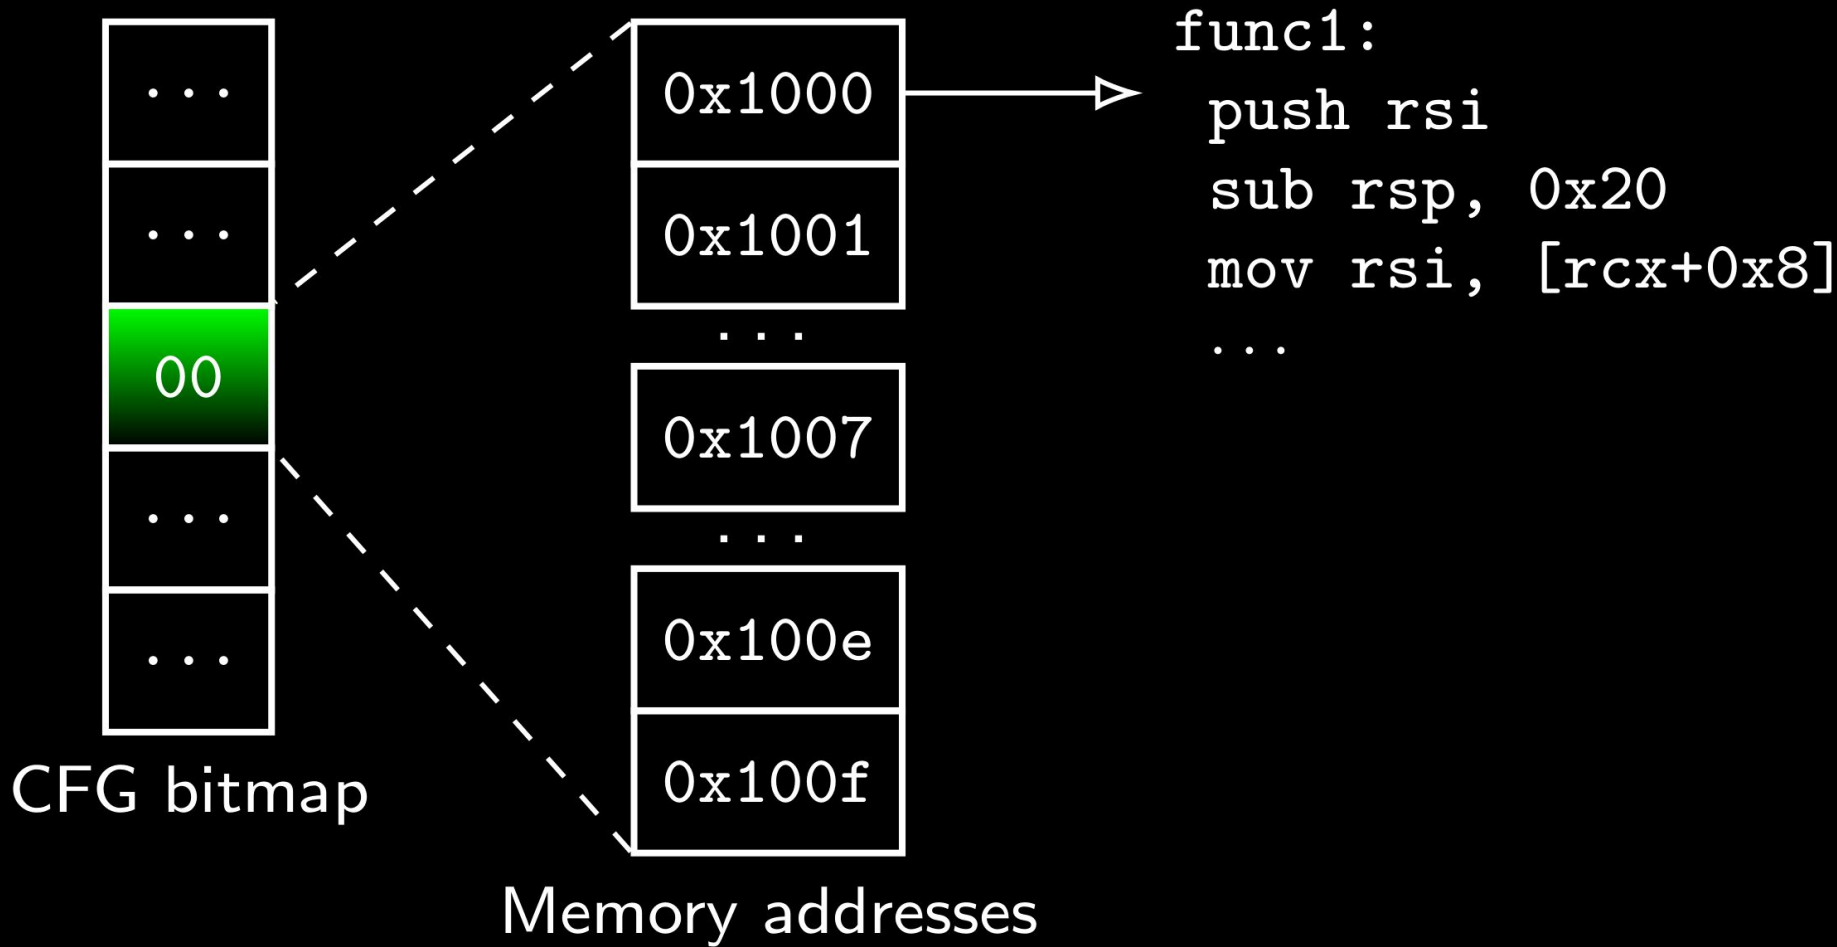 ...
...
00
...
...
CFG bitmap
0x1000
0x1001
...
0x1007
...
0x100e
0x100f
Memory addresses
func1:
push rsi
sub rsp, 0x20
mov rsi, [rcx+0x8]
...